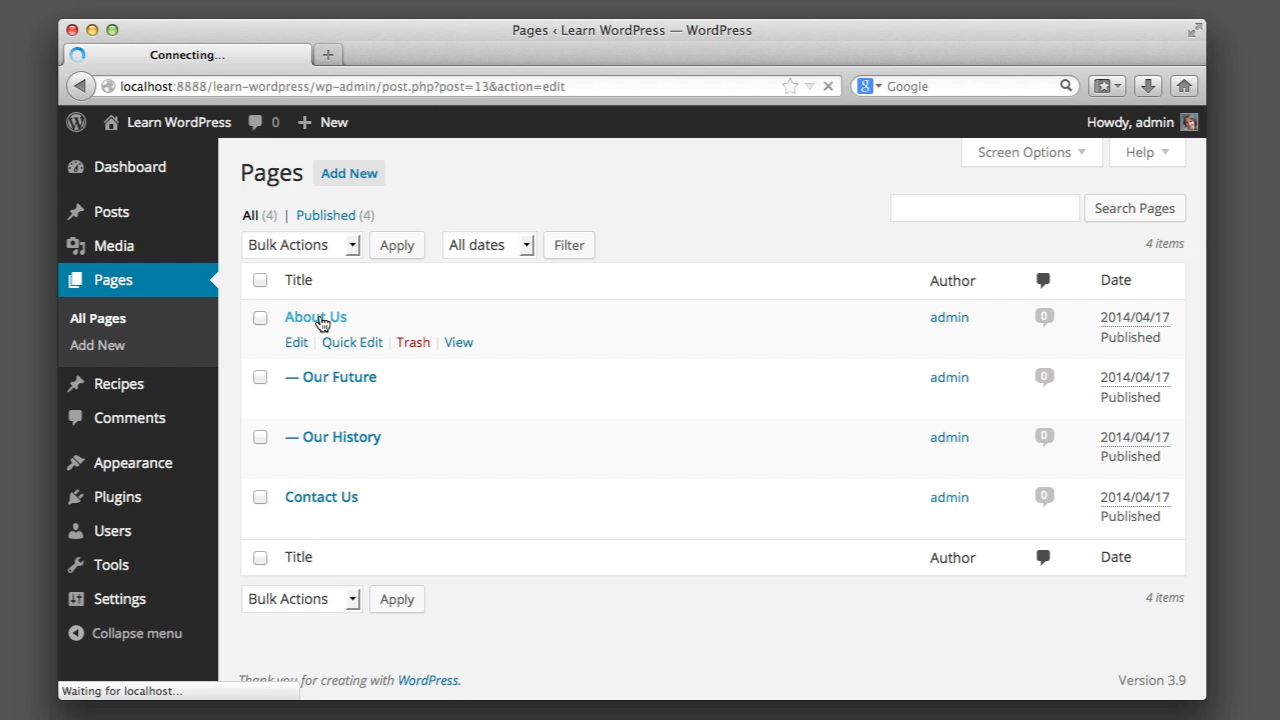 Pages ‹ Learn WordPress — WordPress
Connecting...
localhost:8888/learn-wordpress/wp-admin/post.php?post=13&action=edit
Google
Learn WordPress 0 + New
Howdy, admin
Screen Options Help
Dashboard
Posts
Media
Pages
All Pages
Add New
Recipes
Comments
Appearance
Plugins
Users
Tools
Settings
Collapse menu
Pages Add New
All (4) | Published (4)
Search Pages
Bulk Actions Apply All dates Filter
4 items
Title Author Date
About Us admin 0 2014/04/17
Published
Edit | Quick Edit | Trash | View
— Our Future admin 0 2014/04/17
Published
— Our History admin 0 2014/04/17
Published
Contact Us admin 0 2014/04/17
Published
Title Author Date
Bulk Actions Apply
4 items
Thank you for creating with WordPress.
Version 3.9
Waiting for localhost...